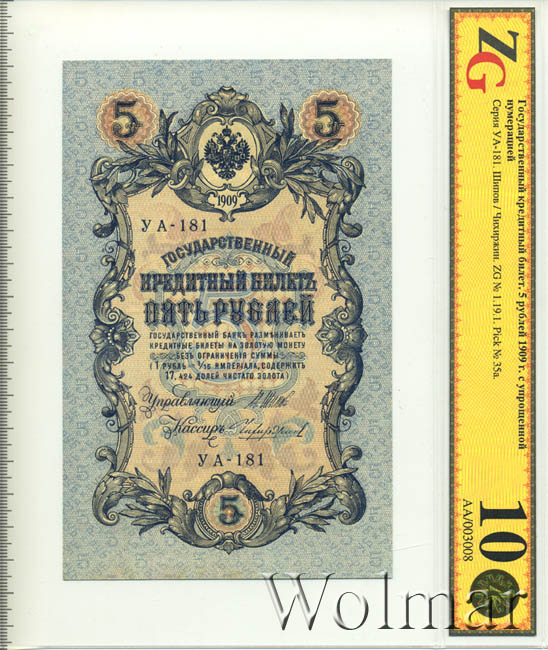 5 5
1909
УА-181
ГОСУДАРСТВЕННЫЙ
КРЕДИТНЫЙ БИЛЕТЪ
ПЯТЬ РУБЛЕЙ
ГОСУДАРСТВЕННЫЙ БАНКЪ РАЗМѢНИВАЕТЪ
КРЕДИТНЫЕ БИЛЕТЫ НА ЗОЛОТУЮ МОНЕТУ
БЕЗЪ ОГРАНИЧЕНІЯ СУММЫ
(1 РУБЛЬ = 1/15 ИМПЕРІАЛА, СОДЕРЖИТЪ
17,424 ДОЛЕЙ ЧИСТАГО ЗОЛОТА)
Управляющій
Кассиръ
УА-181
5
ZG
Государственный кредитный билет. 5 рублей 1909 г. с упрощенной
нумерацией
Серия УА-181. Шипов / Чихиржин. ZG № 1.19.1. Pick № 35a.
10
АА/003008
Wolmar